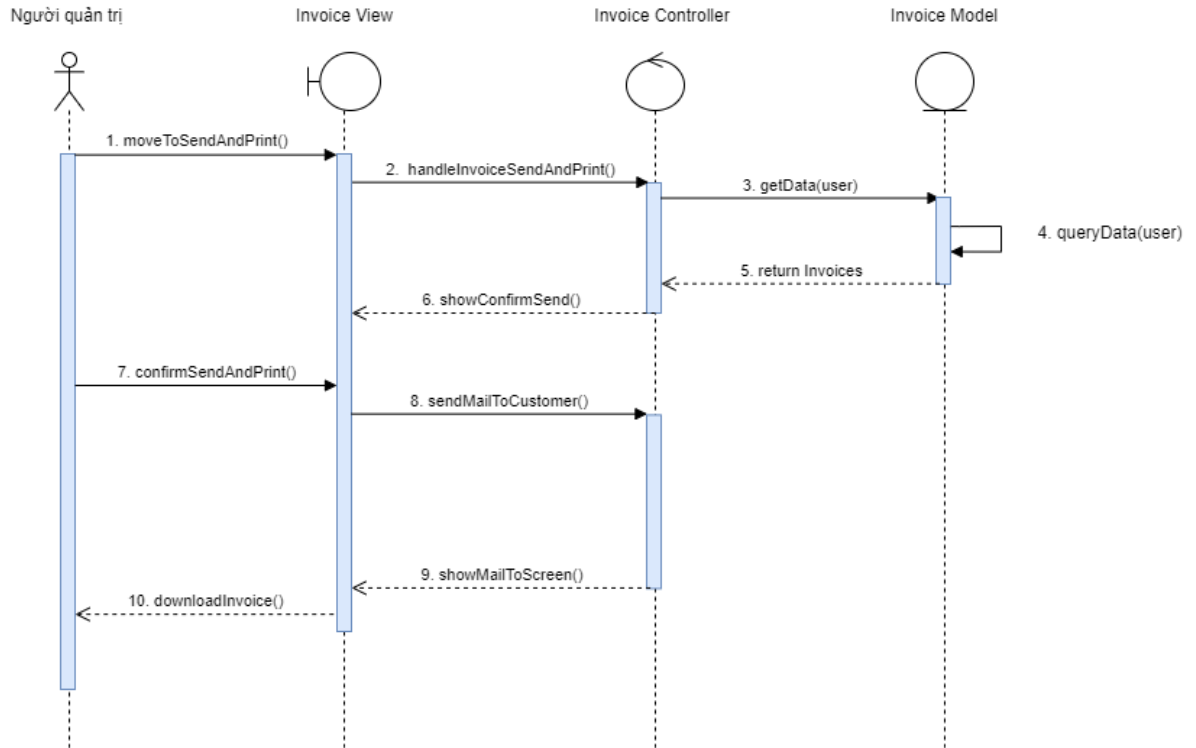 Người quản trị
Invoice View
Invoice Controller
Invoice Model
1. moveToSendAndPrint()
2. handleInvoiceSendAndPrint()
3. getData(user)
4. queryData(user)
5. return Invoices
6. showConfirmSend()
7. confirmSendAndPrint()
8. sendMailToCustomer()
9. showMailToScreen()
10. downloadInvoice()